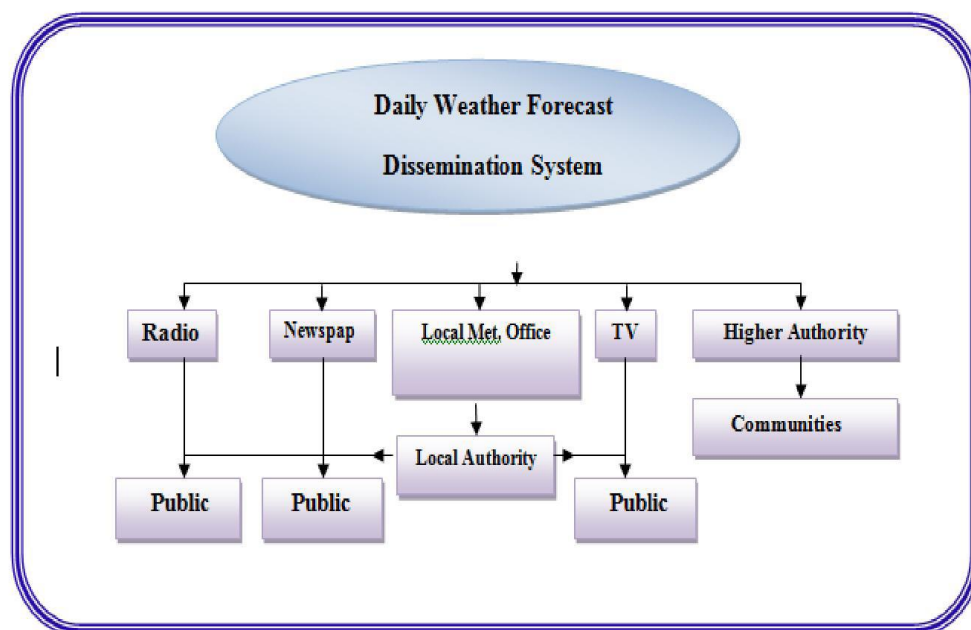 Daily Weather Forecast
Dissemination System
Radio
Newspap
Local Met. Office
TV
Higher Authority
Communities
Local Authority
Public
Public
Public